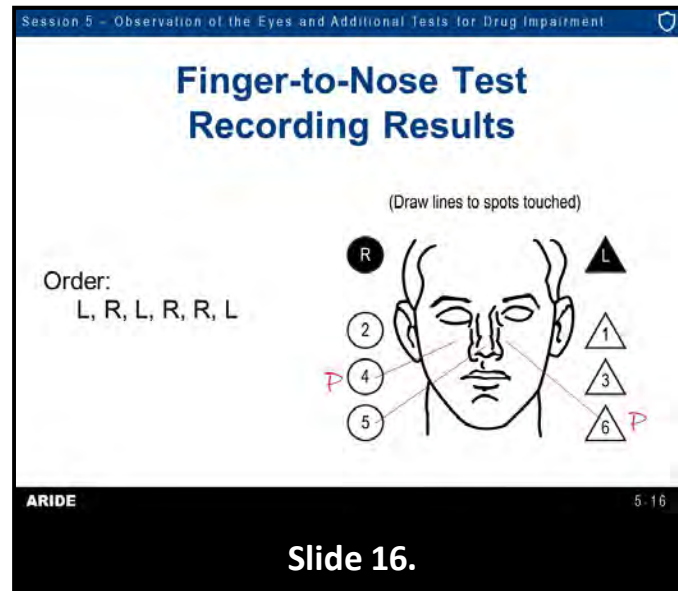 Session 5 – Observation of the Eyes and Additional Tests for Drug Impairment
Finger-to-Nose Test
Recording Results
(Draw lines to spots touched)
R
L
Order:
L, R, L, R, R, L
2
1
P 4
3
5
6 P
ARIDE
5-16
Slide 16.